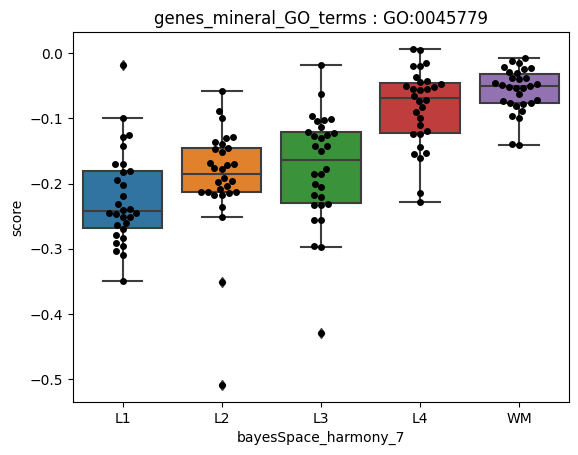 genes_mineral_GO_terms : GO:0045779
0.0
−0.1
−0.2
−0.3
−0.4
−0.5
score
L1 L2 L3 L4 WM
bayesSpace_harmony_7